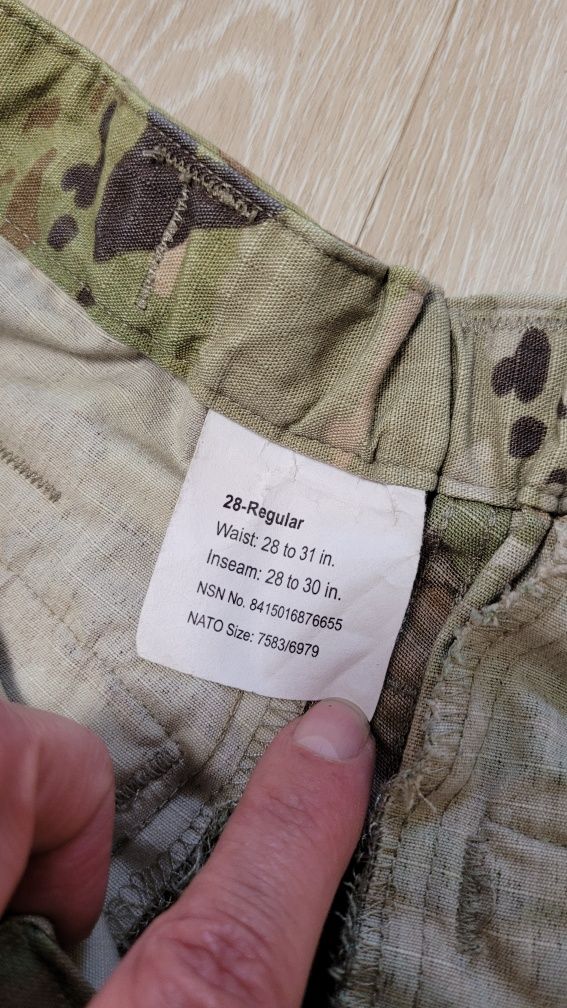 28-Regular
Waist: 28 to 31 in.
Inseam: 28 to 30 in.
NSN No. 8415016876655
NATO Size: 7583/6979